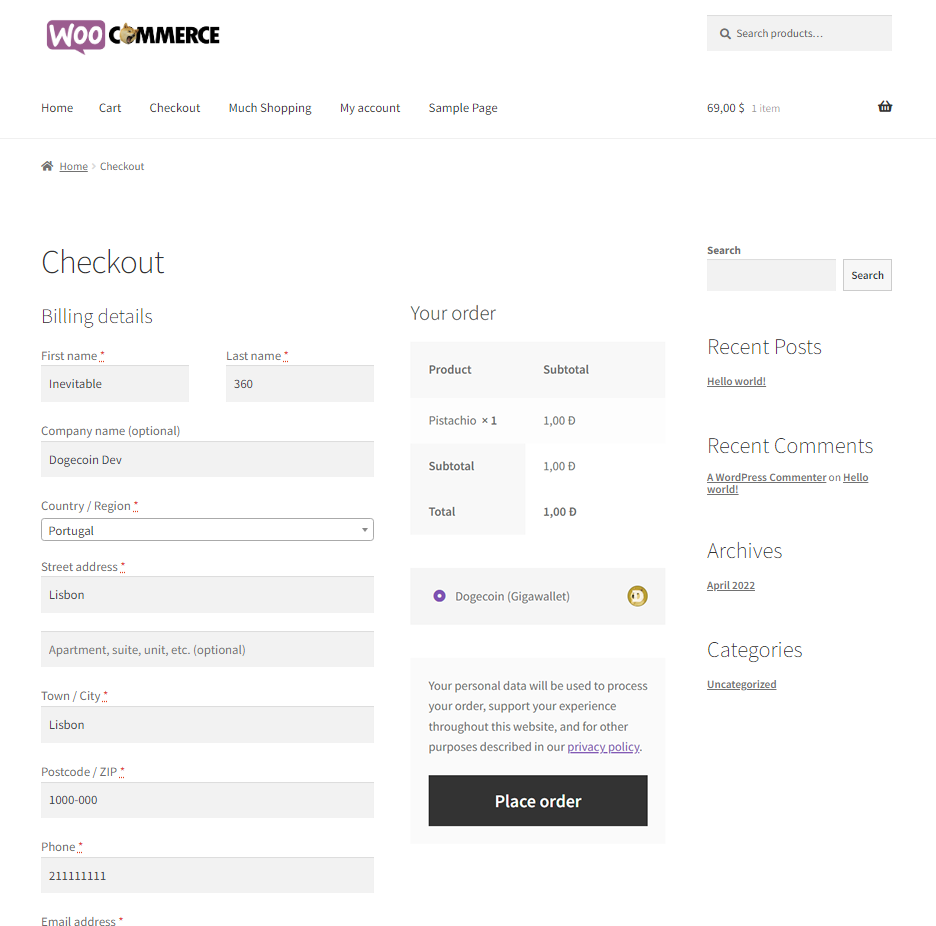 WOO COMMERCE
Search products…
Home Cart Checkout Much Shopping My account Sample Page
69,00 $ 1 item
Home › Checkout
Checkout
Billing details
First name *
Last name *
Inevitable
360
Company name (optional)
Dogecoin Dev
Country / Region *
Portugal
Street address *
Lisbon
Apartment, suite, unit, etc. (optional)
Town / City *
Lisbon
Postcode / ZIP *
1000-000
Phone *
211111111
Email address *
Your order
Product Subtotal
Pistachio × 1 1,00 Ð
Subtotal 1,00 Ð
Total 1,00 Ð
Dogecoin (Gigawallet)
Your personal data will be used to process
your order, support your experience
throughout this website, and for other
purposes described in our privacy policy.
Place order
Search
Search
Recent Posts
Hello world!
Recent Comments
A WordPress Commenter on Hello
world!
Archives
April 2022
Categories
Uncategorized